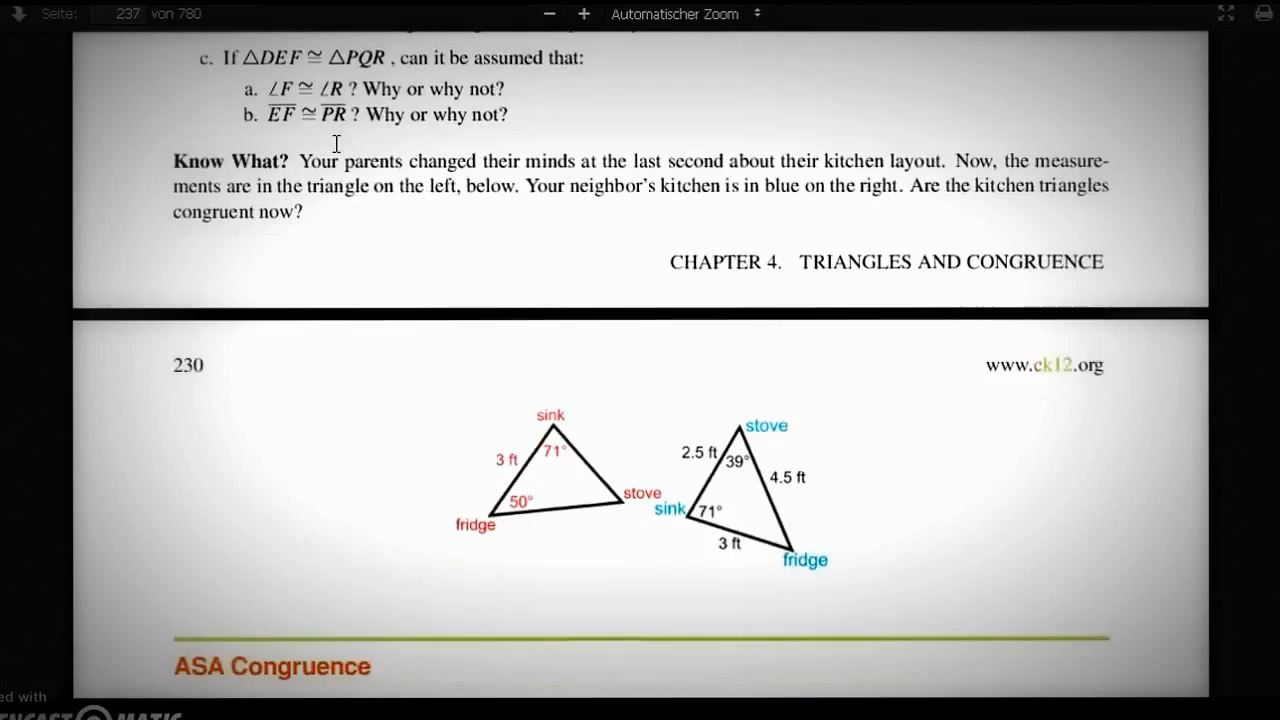 Seite: 237 von 780 − + Automatischer Zoom
c. If △DEF ≅ △PQR , can it be assumed that:
a. ∠F ≅ ∠R ? Why or why not?
b. EF ≅ PR ? Why or why not?
Know What? Your parents changed their minds at the last second about their kitchen layout. Now, the measure-
ments are in the triangle on the left, below. Your neighbor's kitchen is in blue on the right. Are the kitchen triangles
congruent now?
CHAPTER 4. TRIANGLES AND CONGRUENCE
230 www.ck12.org
sink
71°
3 ft
50°
stove
fridge
stove
2.5 ft
39°
4.5 ft
sink
71°
3 ft
fridge
ASA Congruence